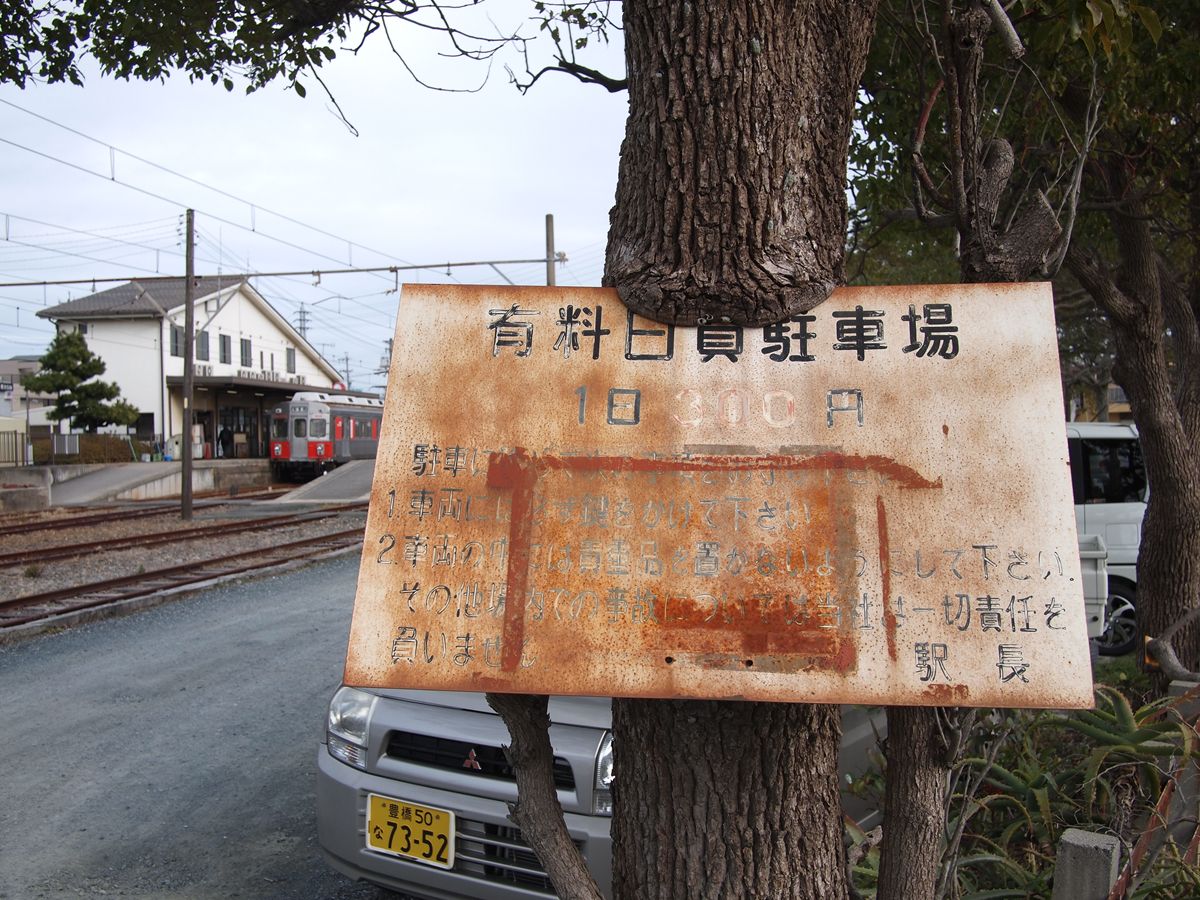 有料日貸駐車場
1日 300円
駐車に
1車両には必ず鍵をかけて下さい
2車両の中には貴重品を置かないようにして下さい.
その他場内での事故については当社は一切責任を
負いません
駅長
豊橋50
な 73-52